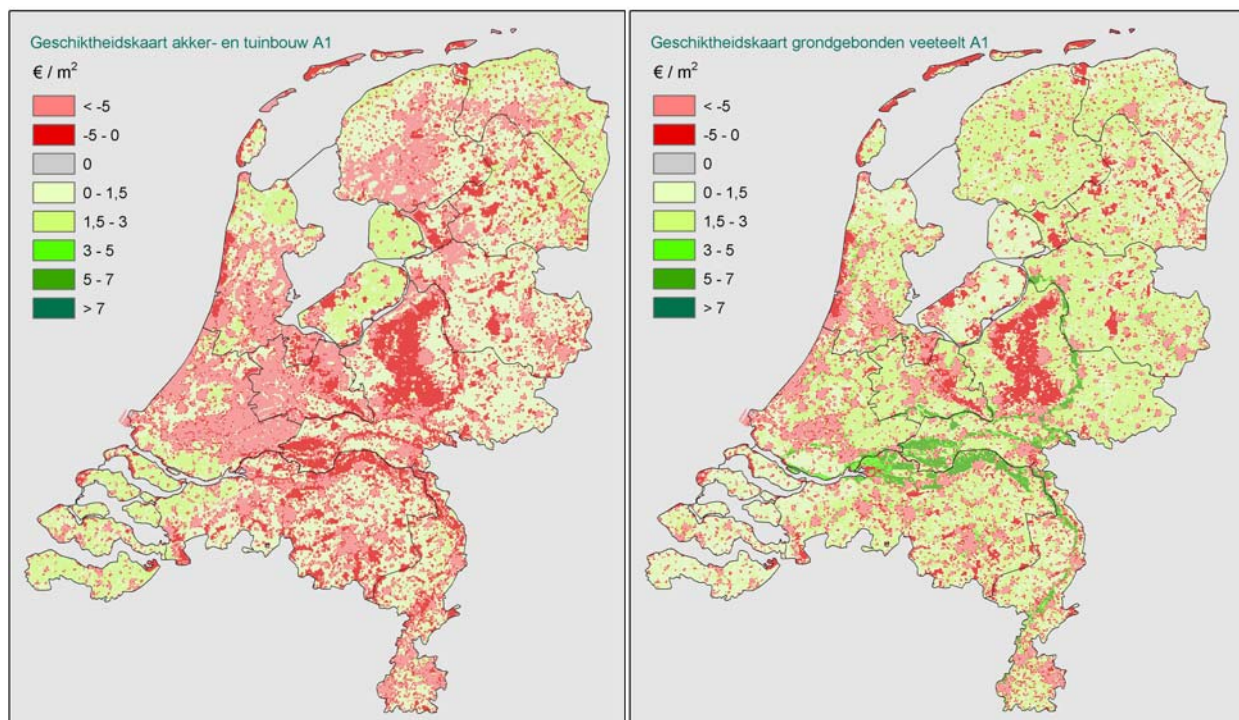 Geschiktheidskaart akker- en tuinbouw A1
€ / m²
< -5
-5 - 0
0
0 - 1,5
1,5 - 3
3 - 5
5 - 7
> 7
Geschiktheidskaart grondgebonden veeteelt A1
€ / m²
< -5
-5 - 0
0
0 - 1,5
1,5 - 3
3 - 5
5 - 7
> 7